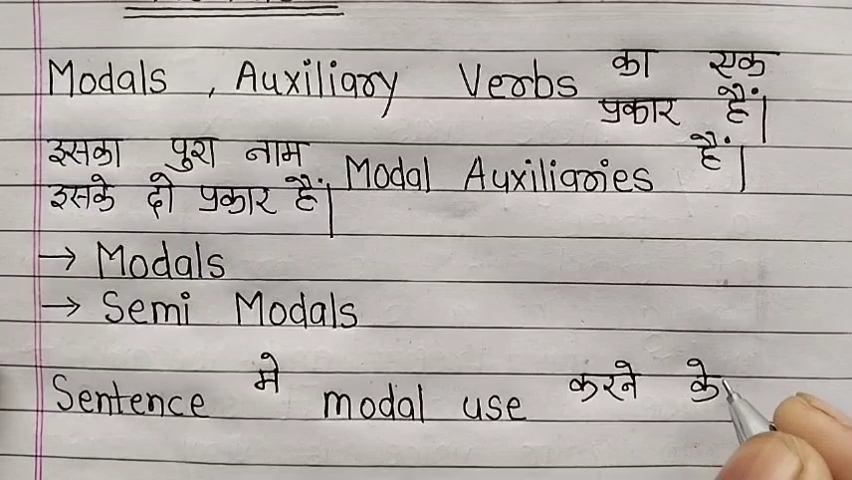 Modals , Auxiliary Verbs का एक प्रकार हैं।
इसका पुरा नाम Modal Auxiliaries हैं।
इसके दो प्रकार हैं।
→ Modals
→ Semi Modals
Sentence मे modal use करने के